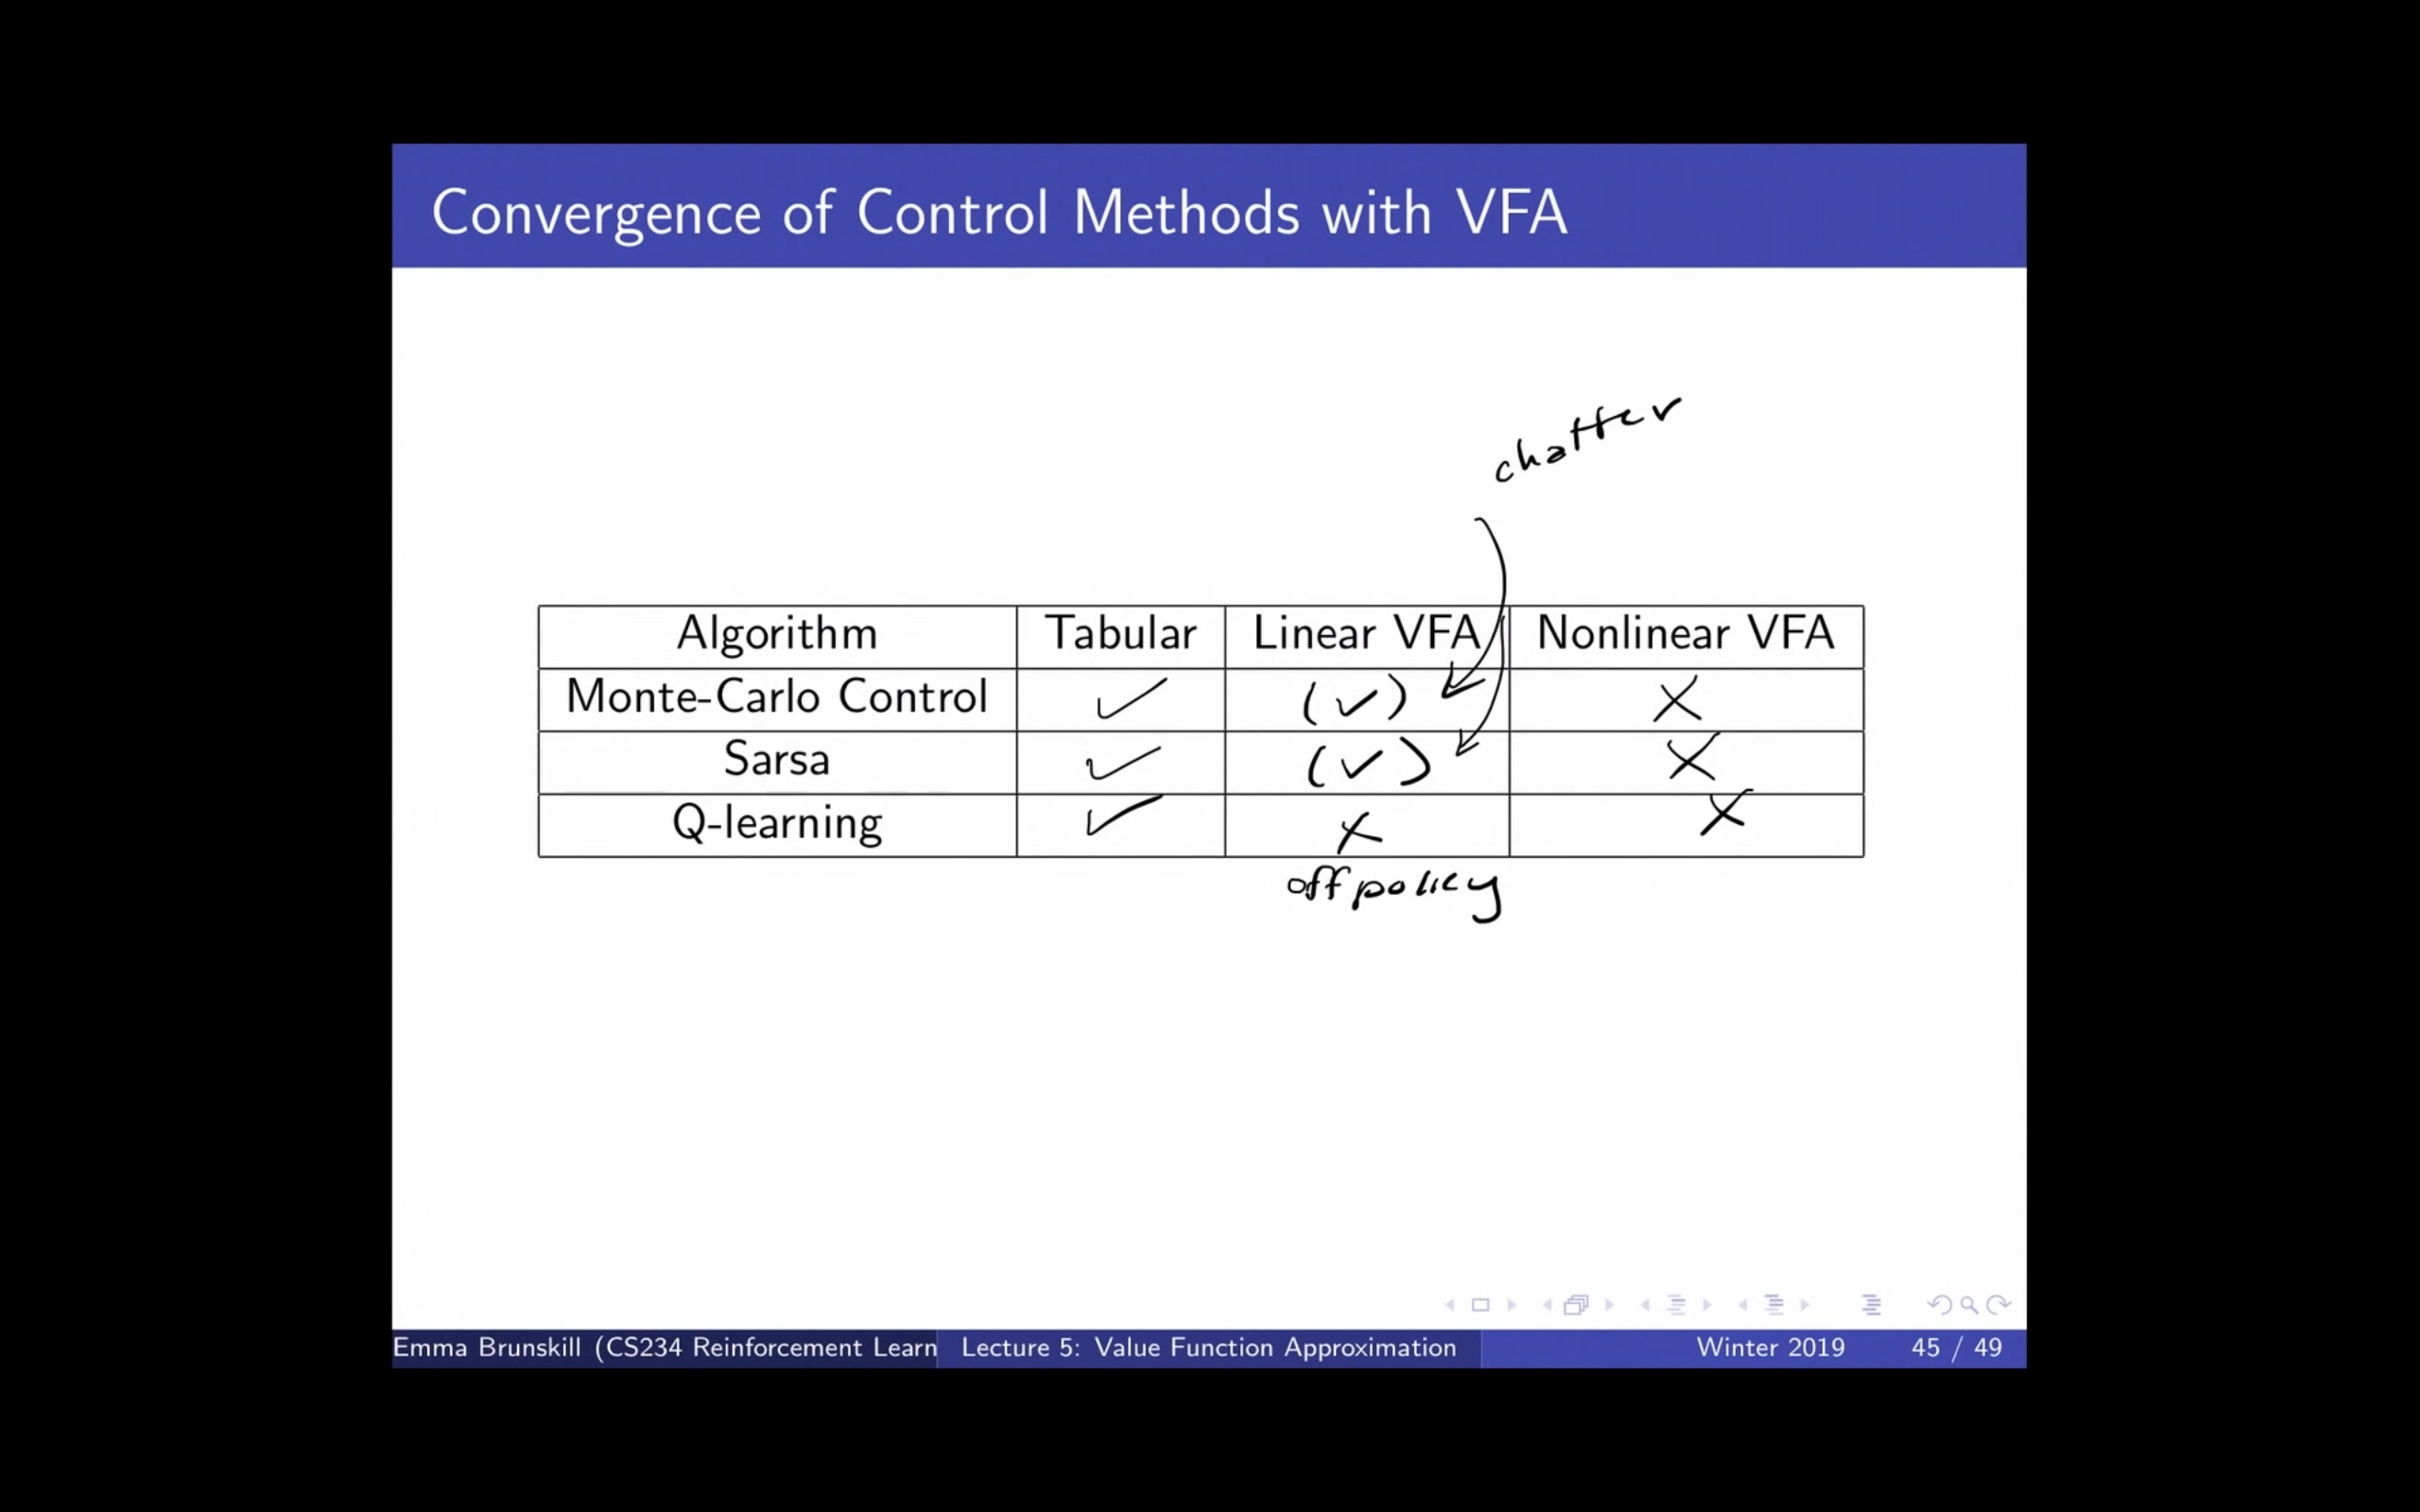 Convergence of Control Methods with VFA
chatter
Algorithm Tabular Linear VFA Nonlinear VFA
Monte-Carlo Control ✓ (✓) X
Sarsa ✓ (✓) X
Q-learning ✓ X X
off policy
Emma Brunskill (CS234 Reinforcement Learn Lecture 5: Value Function Approximation Winter 2019 45 / 49